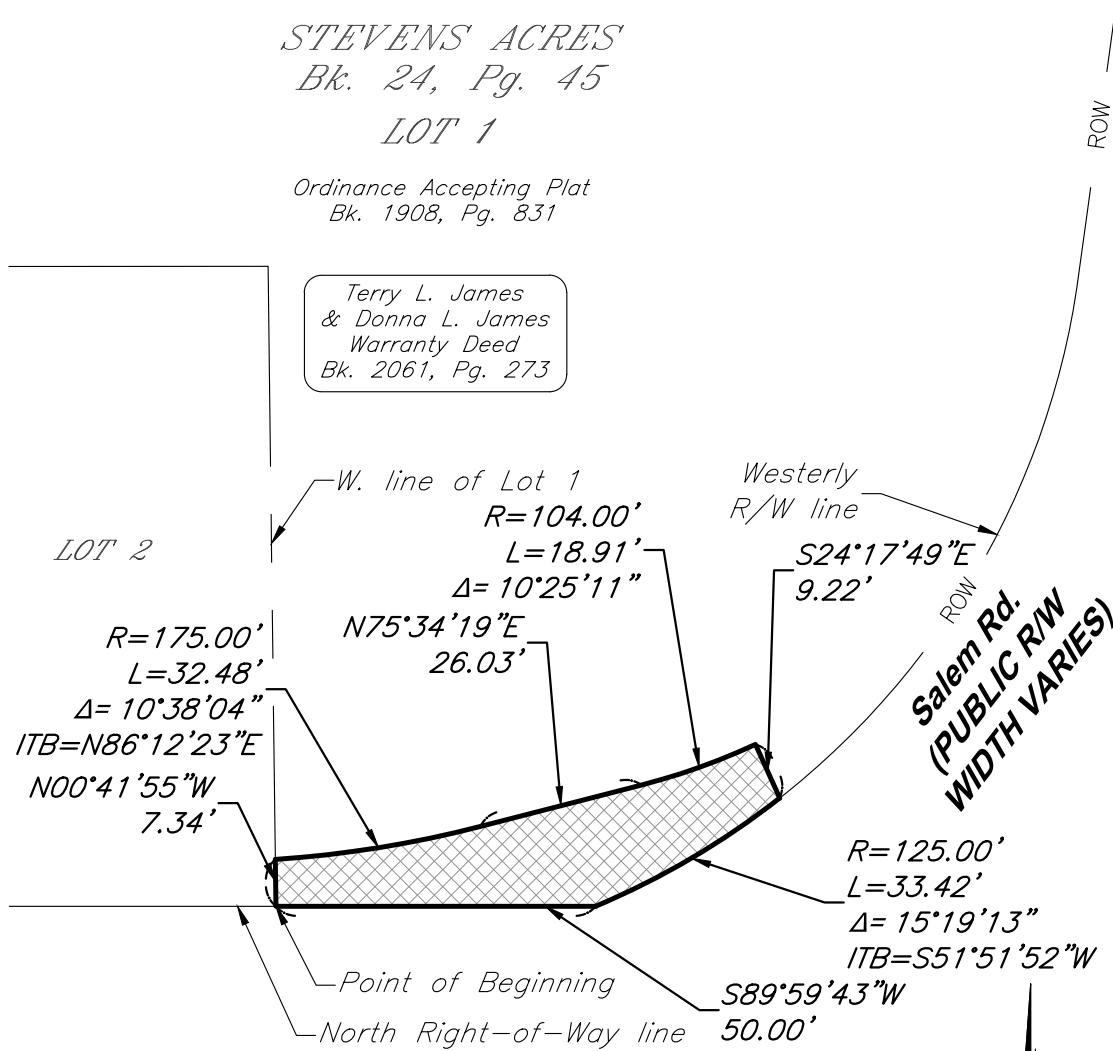 STEVENS ACRES
Bk. 24, Pg. 45
LOT 1
Ordinance Accepting Plat
Bk. 1908, Pg. 831
ROW
Terry L. James
& Donna L. James
Warranty Deed
Bk. 2061, Pg. 273
W. line of Lot 1
Westerly
R/W line
LOT 2
R=104.00'
L=18.91'
Δ= 10°25'11"
S24°17'49"E
9.22'
ROW
Salem Rd.
(PUBLIC R/W
WIDTH VARIES)
N75°34'19"E
26.03'
R=175.00'
L=32.48'
Δ= 10°38'04"
ITB=N86°12'23"E
N00°41'55"W
7.34'
R=125.00'
L=33.42'
Δ= 15°19'13"
ITB=S51°51'52"W
Point of Beginning
S89°59'43"W
50.00'
North Right-of-Way line